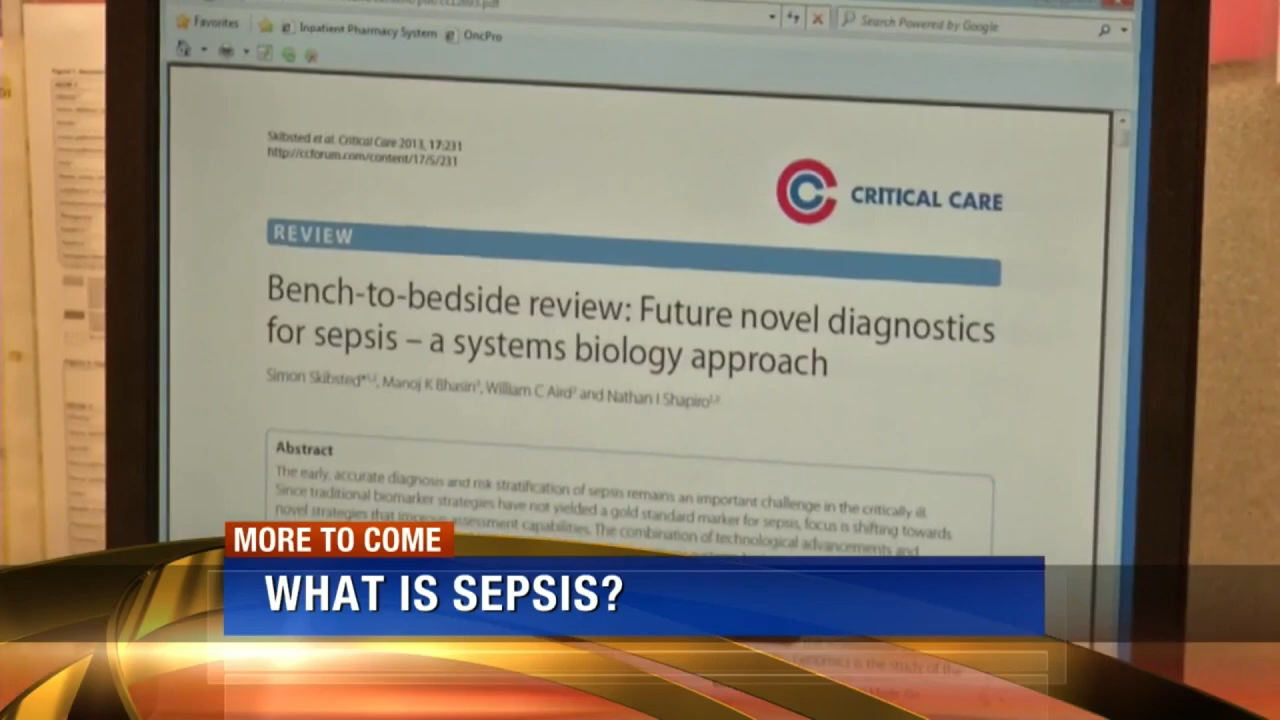 Favorites
Inpatient Pharmacy System
OncPro
Search Powered by Google
Skibsted et al. Critical Care 2013, 17:231
http://ccforum.com/content/17/5/231
CRITICAL CARE
REVIEW
Bench-to-bedside review: Future novel diagnostics
for sepsis – a systems biology approach
Simon Skibsted*, Manoj K Bhasin, William C Aird and Nathan I Shapiro
Abstract
The early, accurate diagnosis and risk stratification of sepsis remains an important challenge in the critically ill.
Since traditional biomarker strategies have not yielded a gold standard marker for sepsis, focus is shifting towards
novel strategies that improve assessment capabilities. The combination of technological advancements and
MORE TO COME
WHAT IS SEPSIS?
is the study of the